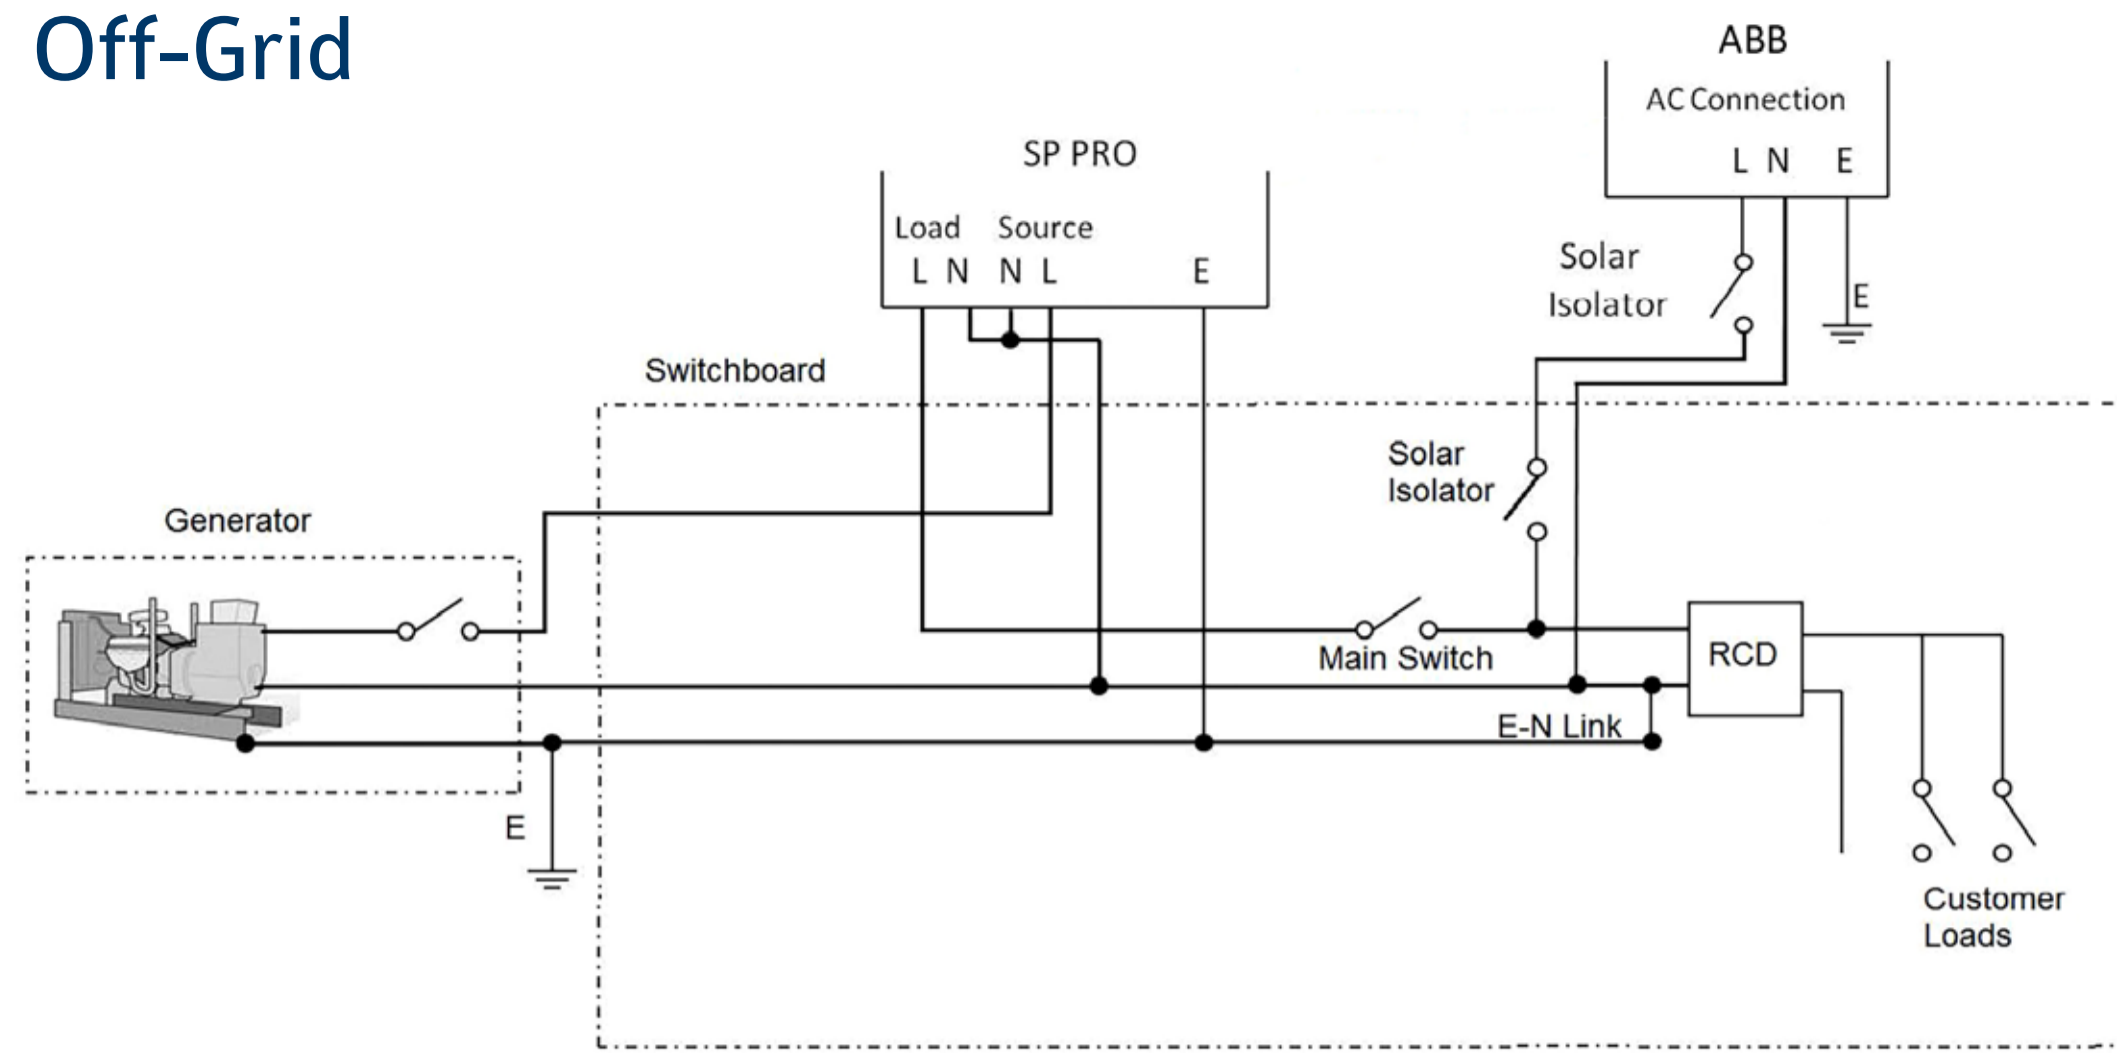 Off-Grid
ABB
AC Connection
L N E
SP PRO
Load Source
L N N L E
Solar
Isolator
E
Switchboard
Solar
Isolator
Generator
Main Switch
RCD
E-N Link
E
Customer
Loads